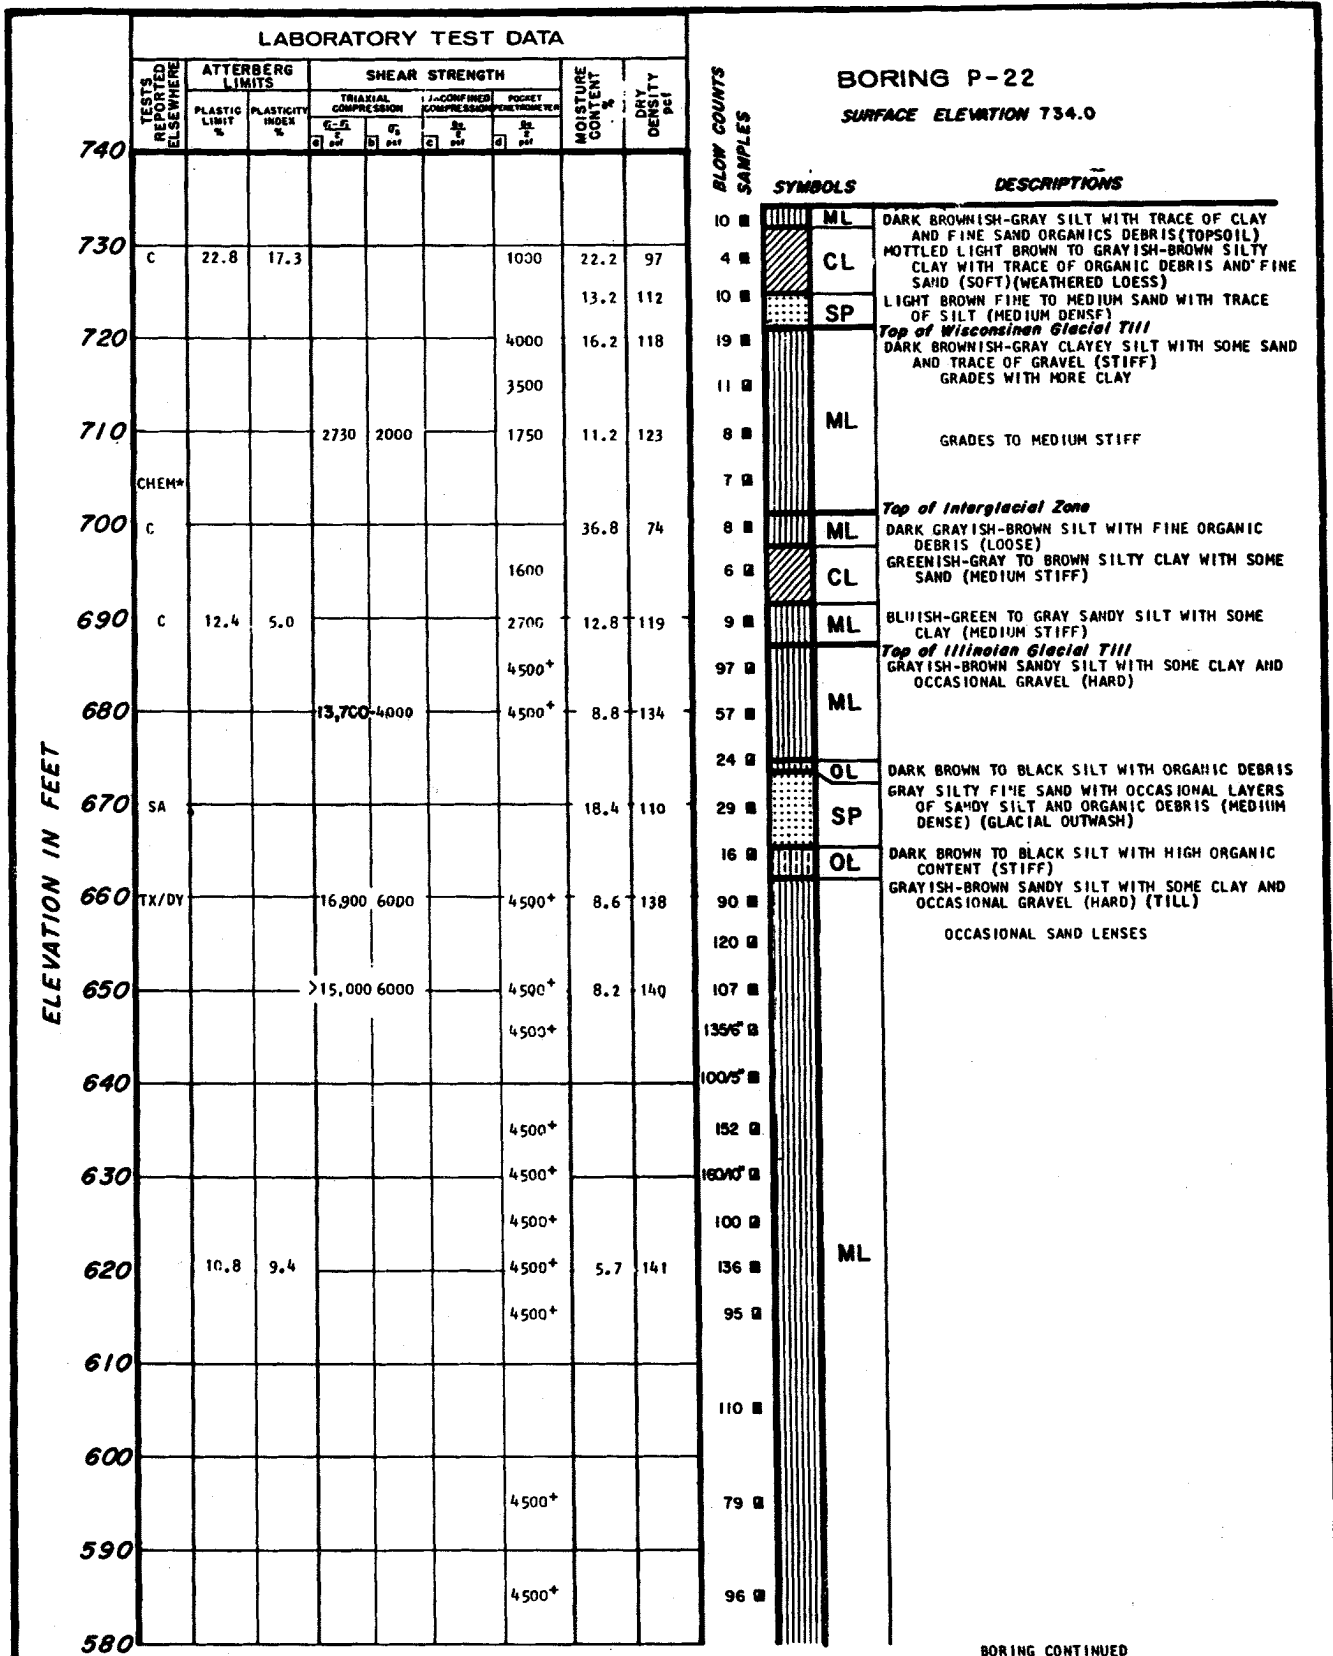 LABORATORY TEST DATA
TESTS REPORTED ELSEWHERE
ATTERBERG LIMITS
SHEAR STRENGTH
MOISTURE CONTENT %
DRY DENSITY pcf
PLASTIC LIMIT %
PLASTICITY INDEX %
TRIAXIAL COMPRESSION
UNCONFINED COMPRESSION
POCKET PENETROMETER
a psf
b psf
c psf
d psf
BLOW COUNTS
SAMPLES
BORING P-22
SURFACE ELEVATION 734.0
SYMBOLS
DESCRIPTIONS
ELEVATION IN FEET
740
10 ML DARK BROWNISH-GRAY SILT WITH TRACE OF CLAY
AND FINE SAND ORGANICS DEBRIS(TOPSOIL)
730
C 22.8 17.3 1000 22.2 97 4 CL MOTTLED LIGHT BROWN TO GRAYISH-BROWN SILTY
CLAY WITH TRACE OF ORGANIC DEBRIS AND FINE
SAND (SOFT)(WEATHERED LOESS)
13.2 112 10 SP LIGHT BROWN FINE TO MEDIUM SAND WITH TRACE
OF SILT (MEDIUM DENSE)
Top of Wisconsinan Glacial Till
720 4000 16.2 118 19 DARK BROWNISH-GRAY CLAYEY SILT WITH SOME SAND
AND TRACE OF GRAVEL (STIFF)
3500 11 GRADES WITH MORE CLAY
ML
710 2730 2000 1750 11.2 123 8 GRADES TO MEDIUM STIFF
CHEM* 7
Top of Interglacial Zone
700 C 36.8 74 8 ML DARK GRAYISH-BROWN SILT WITH FINE ORGANIC
DEBRIS (LOOSE)
1600 6 CL GREENISH-GRAY TO BROWN SILTY CLAY WITH SOME
SAND (MEDIUM STIFF)
690 C 12.4 5.0 2700 12.8 119 9 ML BLUISH-GREEN TO GRAY SANDY SILT WITH SOME
CLAY (MEDIUM STIFF)
Top of Illinoian Glacial Till
4500+ 97 GRAYISH-BROWN SANDY SILT WITH SOME CLAY AND
OCCASIONAL GRAVEL (HARD)
ML
680 13,700 4000 4500+ 8.8 134 57
24 OL DARK BROWN TO BLACK SILT WITH ORGANIC DEBRIS
670 SA 18.4 110 29 SP GRAY SILTY FINE SAND WITH OCCASIONAL LAYERS
OF SANDY SILT AND ORGANIC DEBRIS (MEDIUM
DENSE) (GLACIAL OUTWASH)
16 OL DARK BROWN TO BLACK SILT WITH HIGH ORGANIC
CONTENT (STIFF)
660 TX/DY 16,900 6000 4500+ 8.6 138 90 GRAYISH-BROWN SANDY SILT WITH SOME CLAY AND
OCCASIONAL GRAVEL (HARD) (TILL)
120 OCCASIONAL SAND LENSES
650 >15,000 6000 4500+ 8.2 140 107
4500+ 135/6"
640 100/5"
4500+ 152
630 4500+ 160/10"
4500+ 100
ML
620 10.8 9.4 4500+ 5.7 141 136
4500+ 95
610
110
600
4500+ 79
590
4500+ 96
580
BORING CONTINUED